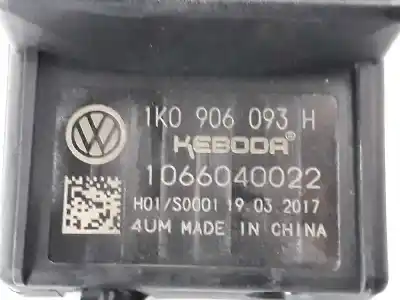 1K0 906 093 H
KEBODA®
1066040022
H01/S0001 19.03.2017
4UM MADE IN CHINA